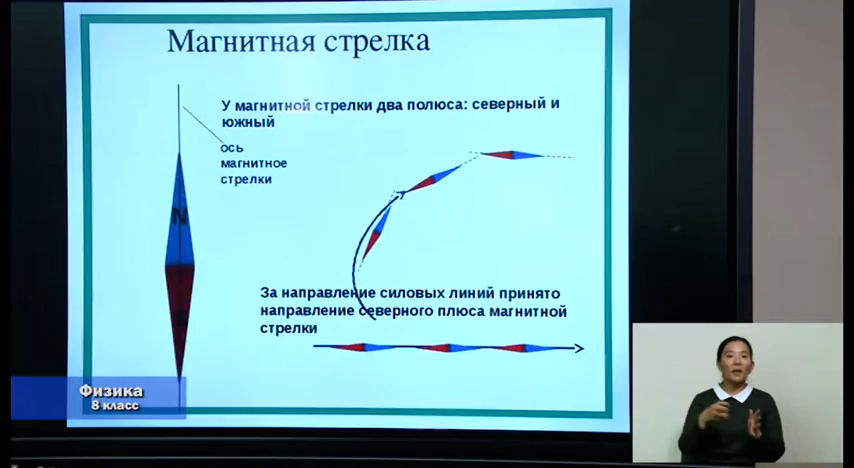 Магнитная стрелка
У магнитной стрелки два полюса: северный и
южный
ось
магнитное
стрелки
N
За направление силовых линий принято
направление северного плюса магнитной
стрелки
Физика
8 класс